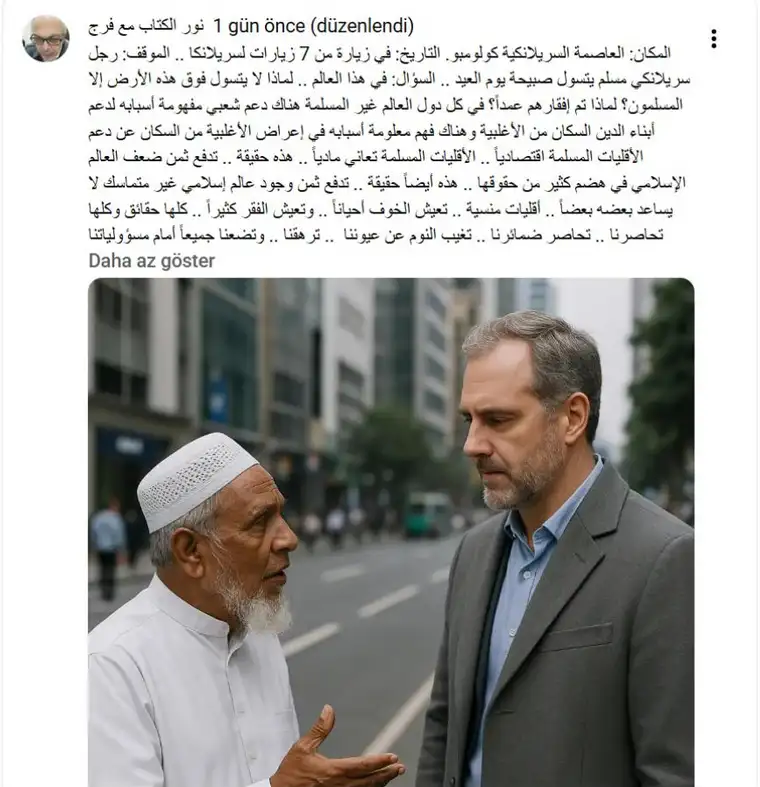 نور الكتاب مع فرج 1 gün önce (düzenlendi)
المكان: العاصمة السريلانكية كولومبو. التاريخ: في زيارة من 7 زيارات لسريلانكا .. الموقف: رجل
سريلانكي مسلم يتسول صبيحة يوم العيد .. السؤال: في هذا العالم .. لماذا لا يتسول فوق هذه الأرض إلا
المسلمون؟ لماذا تم إفقارهم عمداً؟ في كل دول العالم غير المسلمة هناك دعم شعبي مفهومة أسبابه لدعم
أبناء الدين السكان من الأغلبية وهناك فهم معلومة أسبابه في إعراض الأغلبية من السكان عن دعم
الأقليات المسلمة اقتصادياً .. الأقليات المسلمة تعاني مادياً .. هذه حقيقة .. تدفع ثمن ضعف العالم
الإسلامي في هضم كثير من حقوقها .. هذه أيضاً حقيقة .. تدفع ثمن وجود عالم إسلامي غير متماسك لا
يساعد بعضه بعضاً .. أقليات منسية .. تعيش الخوف أحياناً .. وتعيش الفقر كثيراً .. كلها حقائق وكلها
تحاصرنا .. تحاصر ضمائرنا .. تغيب النوم عن عيوننا .. ترهقنا .. وتضعنا جميعاً أمام مسؤولياتنا
Daha az göster